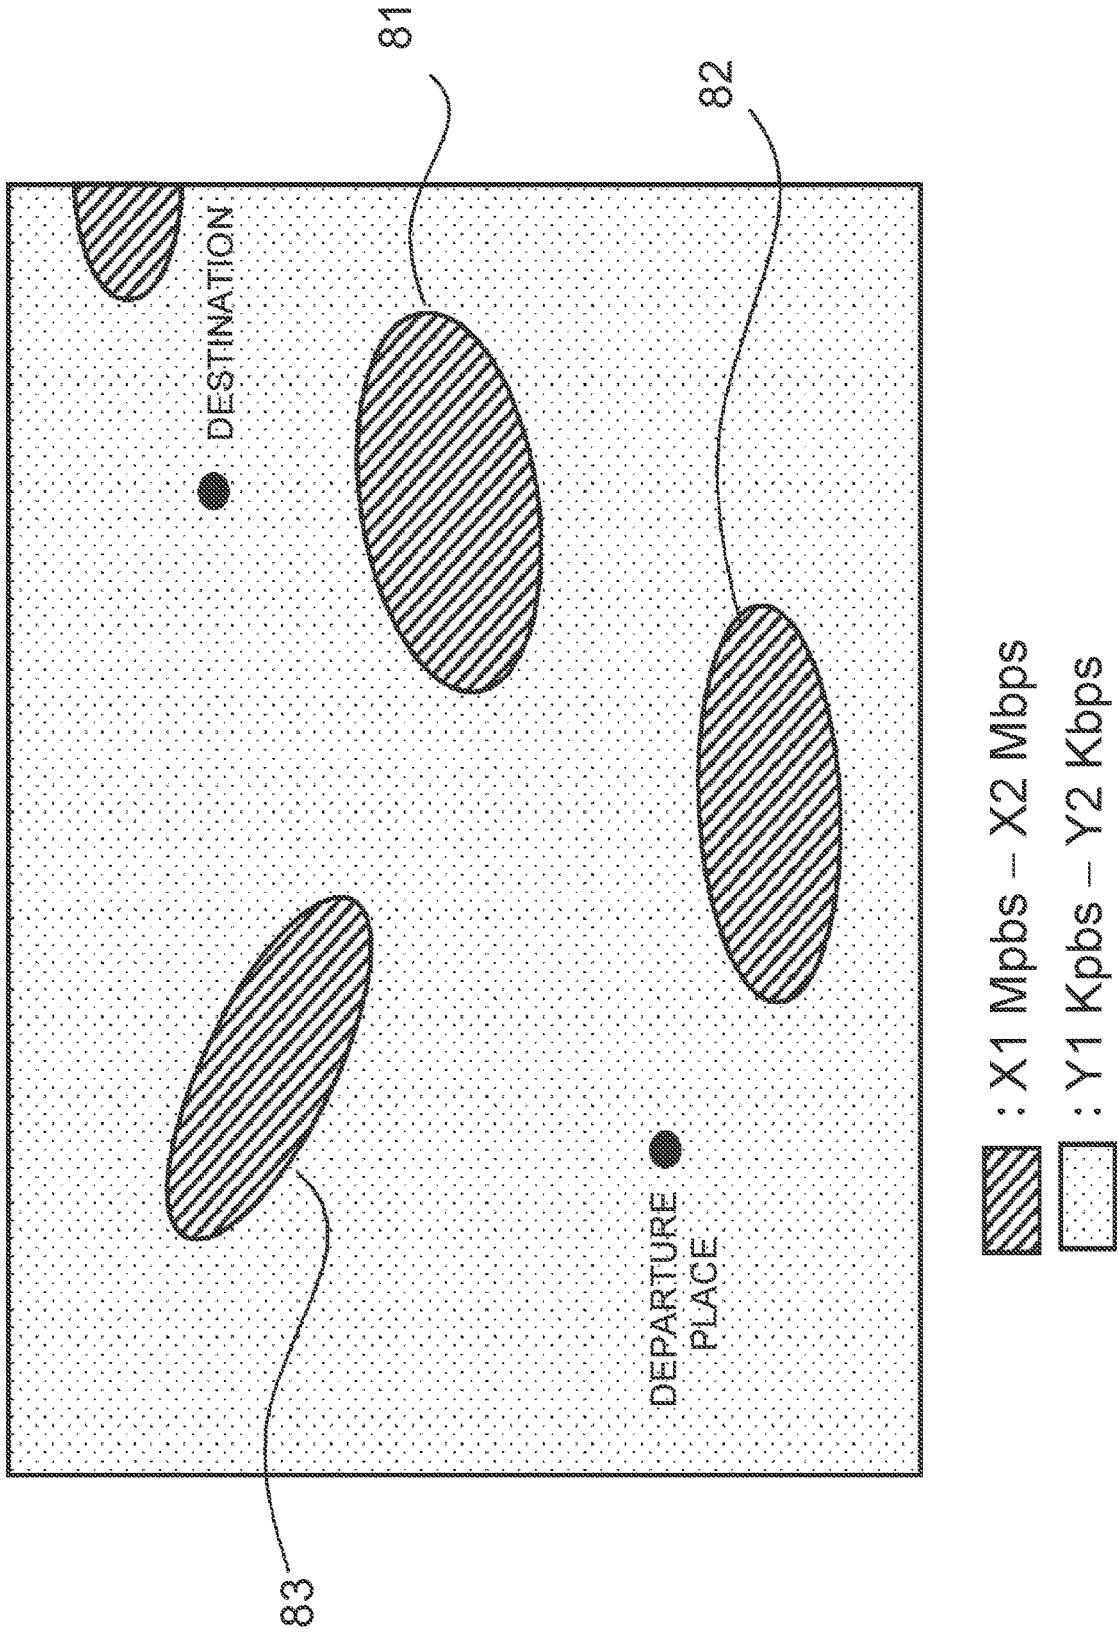 81
DESTINATION
82
83
DEPARTURE
PLACE
: X1 Mpbs – X2 Mbps
: Y1 Kpbs – Y2 Kbps